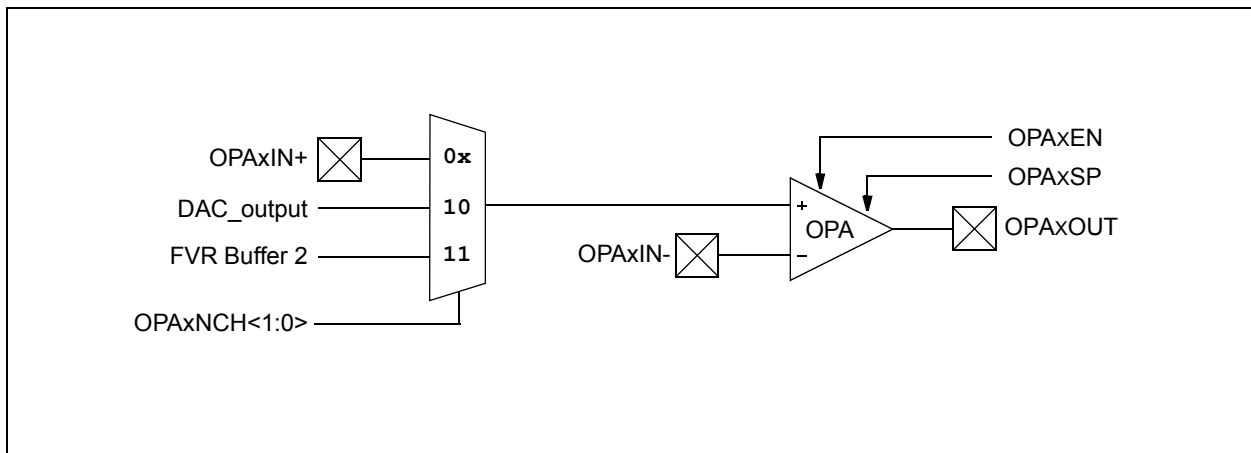 OPAxIN+
0x
DAC_output
10
FVR Buffer 2
11
OPAxNCH<1:0>
OPAxEN
OPAxSP
+
OPA
OPAxOUT
OPAxIN-
−